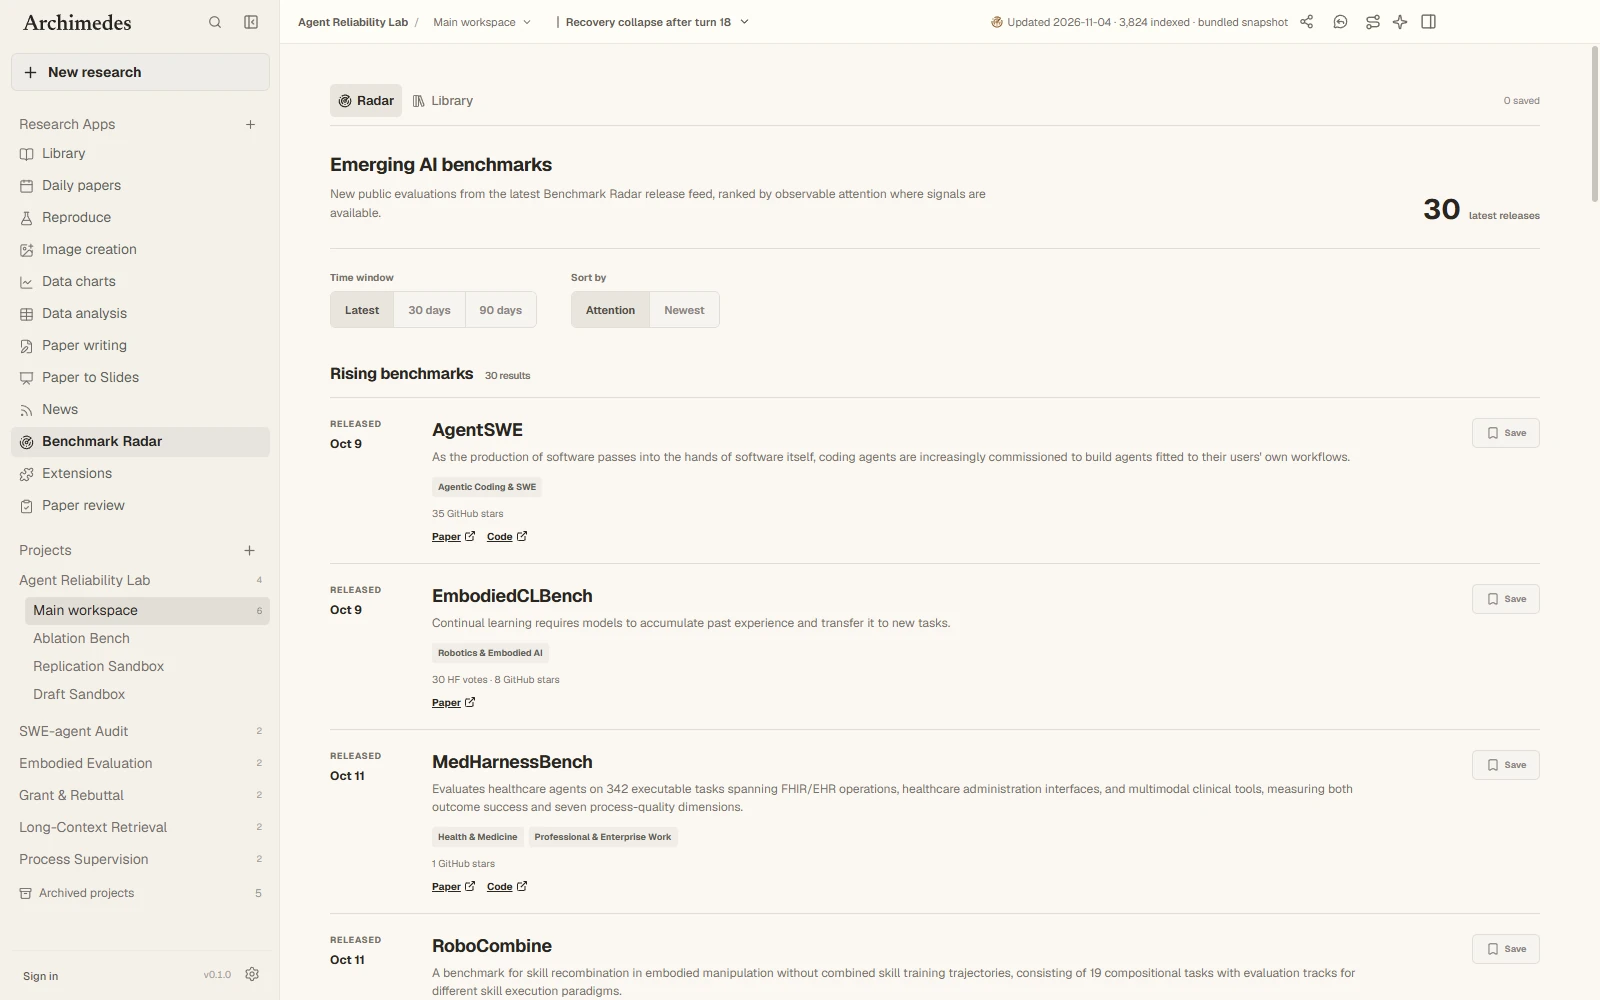 Archimedes
New research
Research Apps
Library
Daily papers
Reproduce
Image creation
Data charts
Data analysis
Paper writing
Paper to Slides
News
Benchmark Radar
Extensions
Paper review
Projects
Agent Reliability Lab 4
Main workspace 6
Ablation Bench
Replication Sandbox
Draft Sandbox
SWE-agent Audit 2
Embodied Evaluation 2
Grant & Rebuttal 2
Long-Context Retrieval 2
Process Supervision 2
Archived projects 5
Sign in v0.1.0
Agent Reliability Lab / Main workspace | Recovery collapse after turn 18
Updated 2026-11-04 · 3,824 indexed · bundled snapshot
Radar Library 0 saved
Emerging AI benchmarks
New public evaluations from the latest Benchmark Radar release feed, ranked by observable attention where signals are
available.
30 latest releases
Time window Sort by
Latest 30 days 90 days Attention Newest
Rising benchmarks 30 results
RELEASED
Oct 9
AgentSWE
Save
As the production of software passes into the hands of software itself, coding agents are increasingly commissioned to build agents fitted to their users' own workflows.
Agentic Coding & SWE
35 GitHub stars
Paper Code
RELEASED
Oct 9
EmbodiedCLBench
Save
Continual learning requires models to accumulate past experience and transfer it to new tasks.
Robotics & Embodied AI
30 HF votes · 8 GitHub stars
Paper
RELEASED
Oct 11
MedHarnessBench
Save
Evaluates healthcare agents on 342 executable tasks spanning FHIR/EHR operations, healthcare administration interfaces, and multimodal clinical tools, measuring both
outcome success and seven process-quality dimensions.
Health & Medicine Professional & Enterprise Work
1 GitHub stars
Paper Code
RELEASED
Oct 11
RoboCombine
Save
A benchmark for skill recombination in embodied manipulation without combined skill training trajectories, consisting of 19 compositional tasks with evaluation tracks for
different skill execution paradigms.